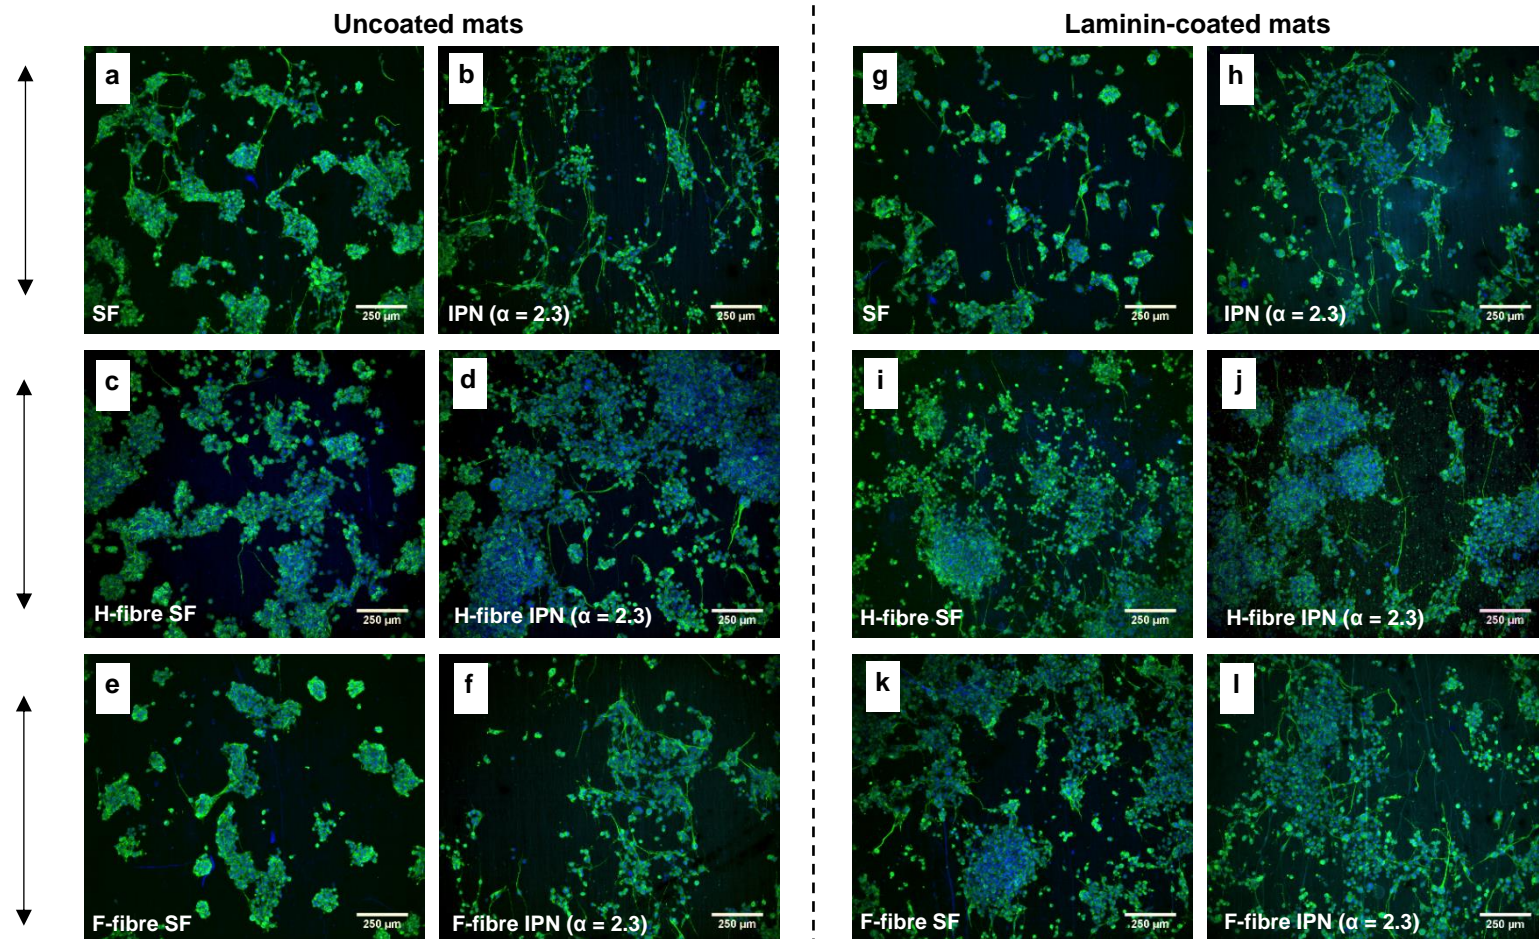 Uncoated mats
Laminin-coated mats
a
b
g
h
250 µm
250 µm
250 µm
250 µm
SF
IPN (α = 2.3)
SF
IPN (α = 2.3)
c
d
i
j
H-fibre SF
250 µm
H-fibre IPN (α = 2.3)
250 µm
H-fibre SF
250 µm
H-fibre IPN (α = 2.3)
250 µm
e
f
k
l
F-fibre SF
250 µm
F-fibre IPN (α = 2.3)
250 µm
F-fibre SF
250 µm
F-fibre IPN (α = 2.3)
250 µm